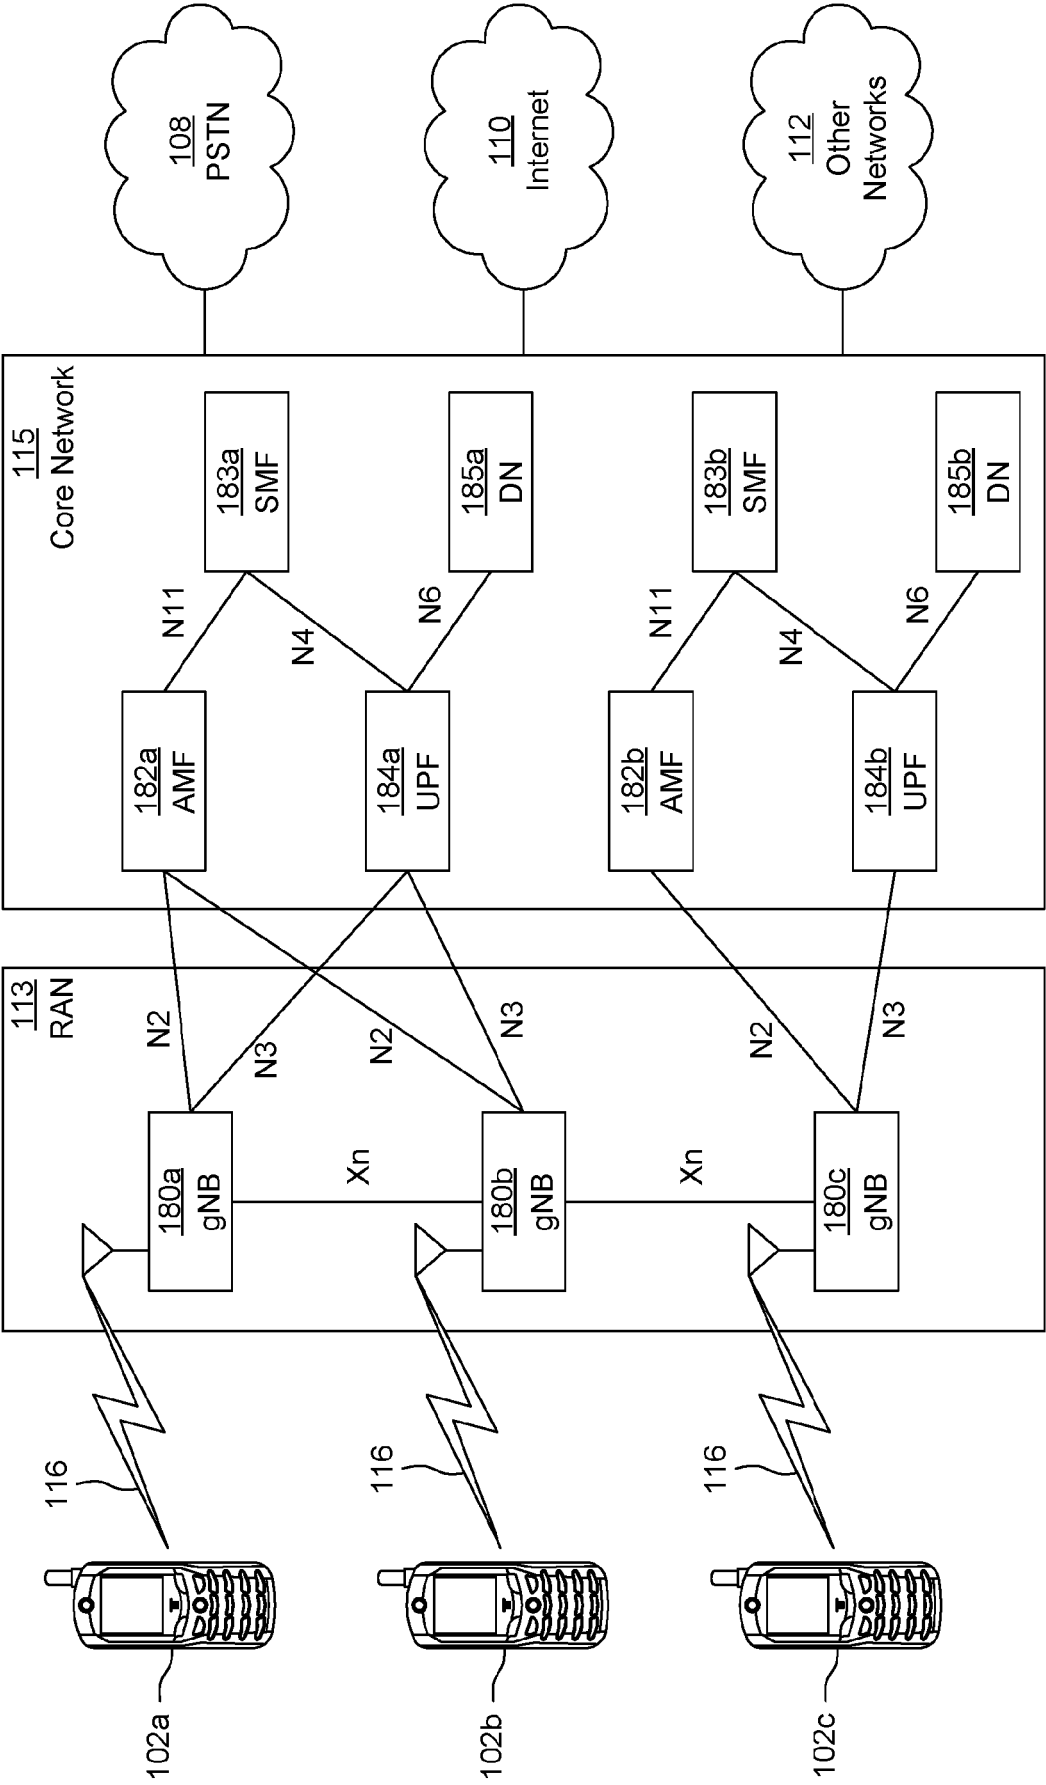 102a
102b
102c
116
116
116
113
RAN
180a
gNB
180b
gNB
180c
gNB
Xn
Xn
N2
N3
N2
N3
N2
N3
115
Core Network
182a
AMF
184a
UPF
182b
AMF
184b
UPF
N11
N4
N6
N11
N4
N6
183a
SMF
185a
DN
183b
SMF
185b
DN
108
PSTN
110
Internet
112
Other
Networks